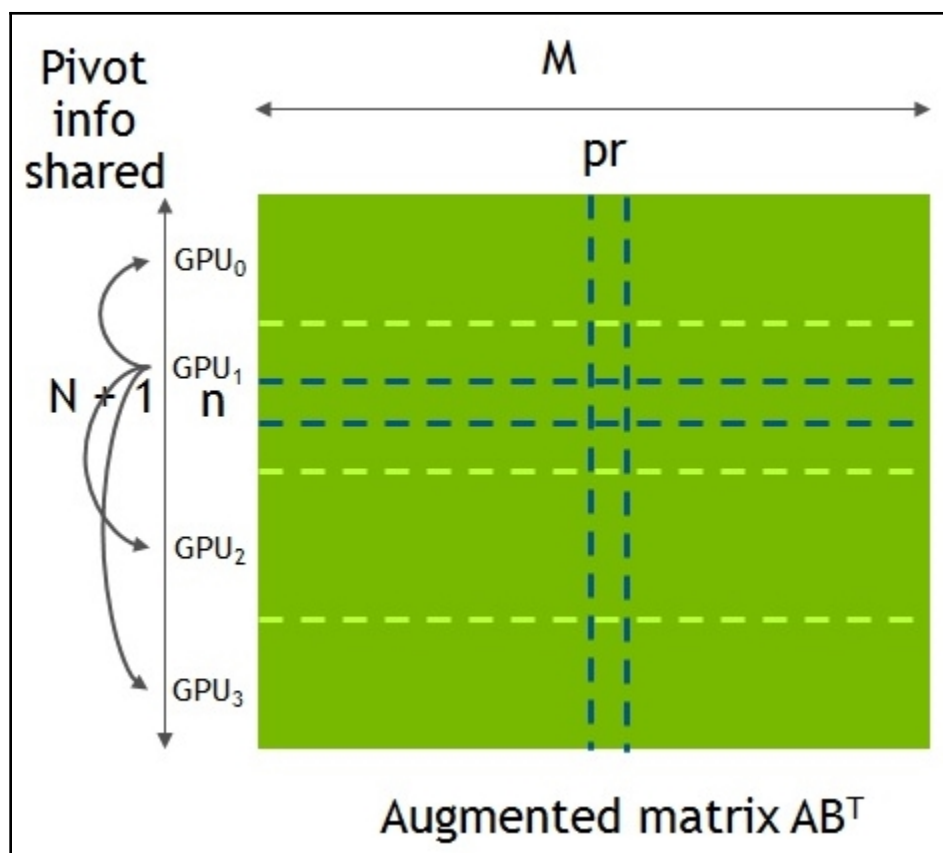 Pivot
info
shared
M
pr
GPU₀
GPU₁
N + 1
n
GPU₂
GPU₃
Augmented matrix ABᵀ